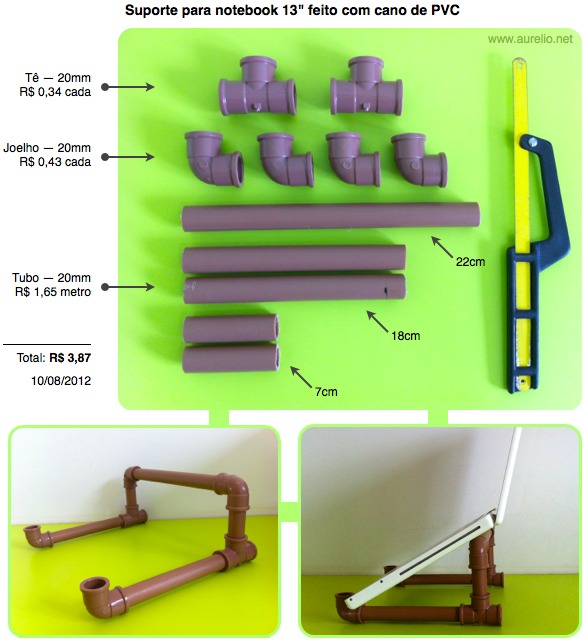 Suporte para notebook 13" feito com cano de PVC
www.aurelio.net
Tê — 20mm
R$ 0,34 cada
Joelho — 20mm
R$ 0,43 cada
22cm
Tubo — 20mm
R$ 1,65 metro
18cm
Total: R$ 3,87
10/08/2012
7cm